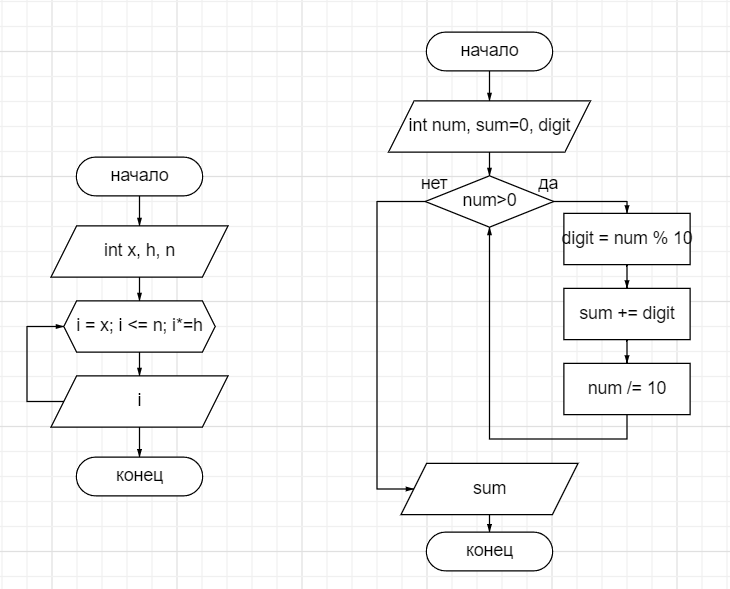 начало
int x, h, n
i = x; i <= n; i*=h
i
конец
начало
int num, sum=0, digit
нет
да
num>0
digit = num % 10
sum += digit
num /= 10
sum
конец